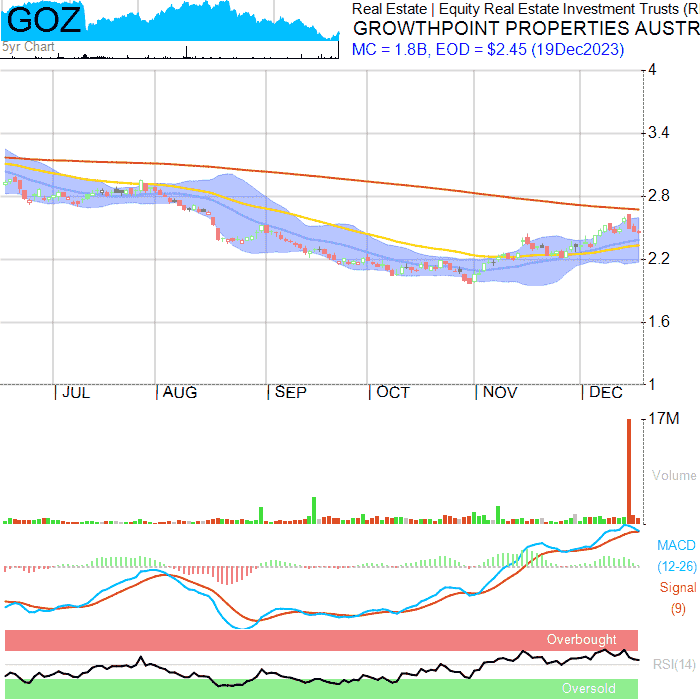 GOZ
5yr Chart
Real Estate | Equity Real Estate Investment Trusts (R
GROWTHPOINT PROPERTIES AUSTR
MC = 1.8B, EOD = $2.45 (19Dec2023)
4
3.4
2.8
2.2
1.6
1
JUL AUG SEP OCT NOV DEC
17M
Volume
MACD
(12-26)
Signal
(9)
Overbought
RSI(14)
Oversold